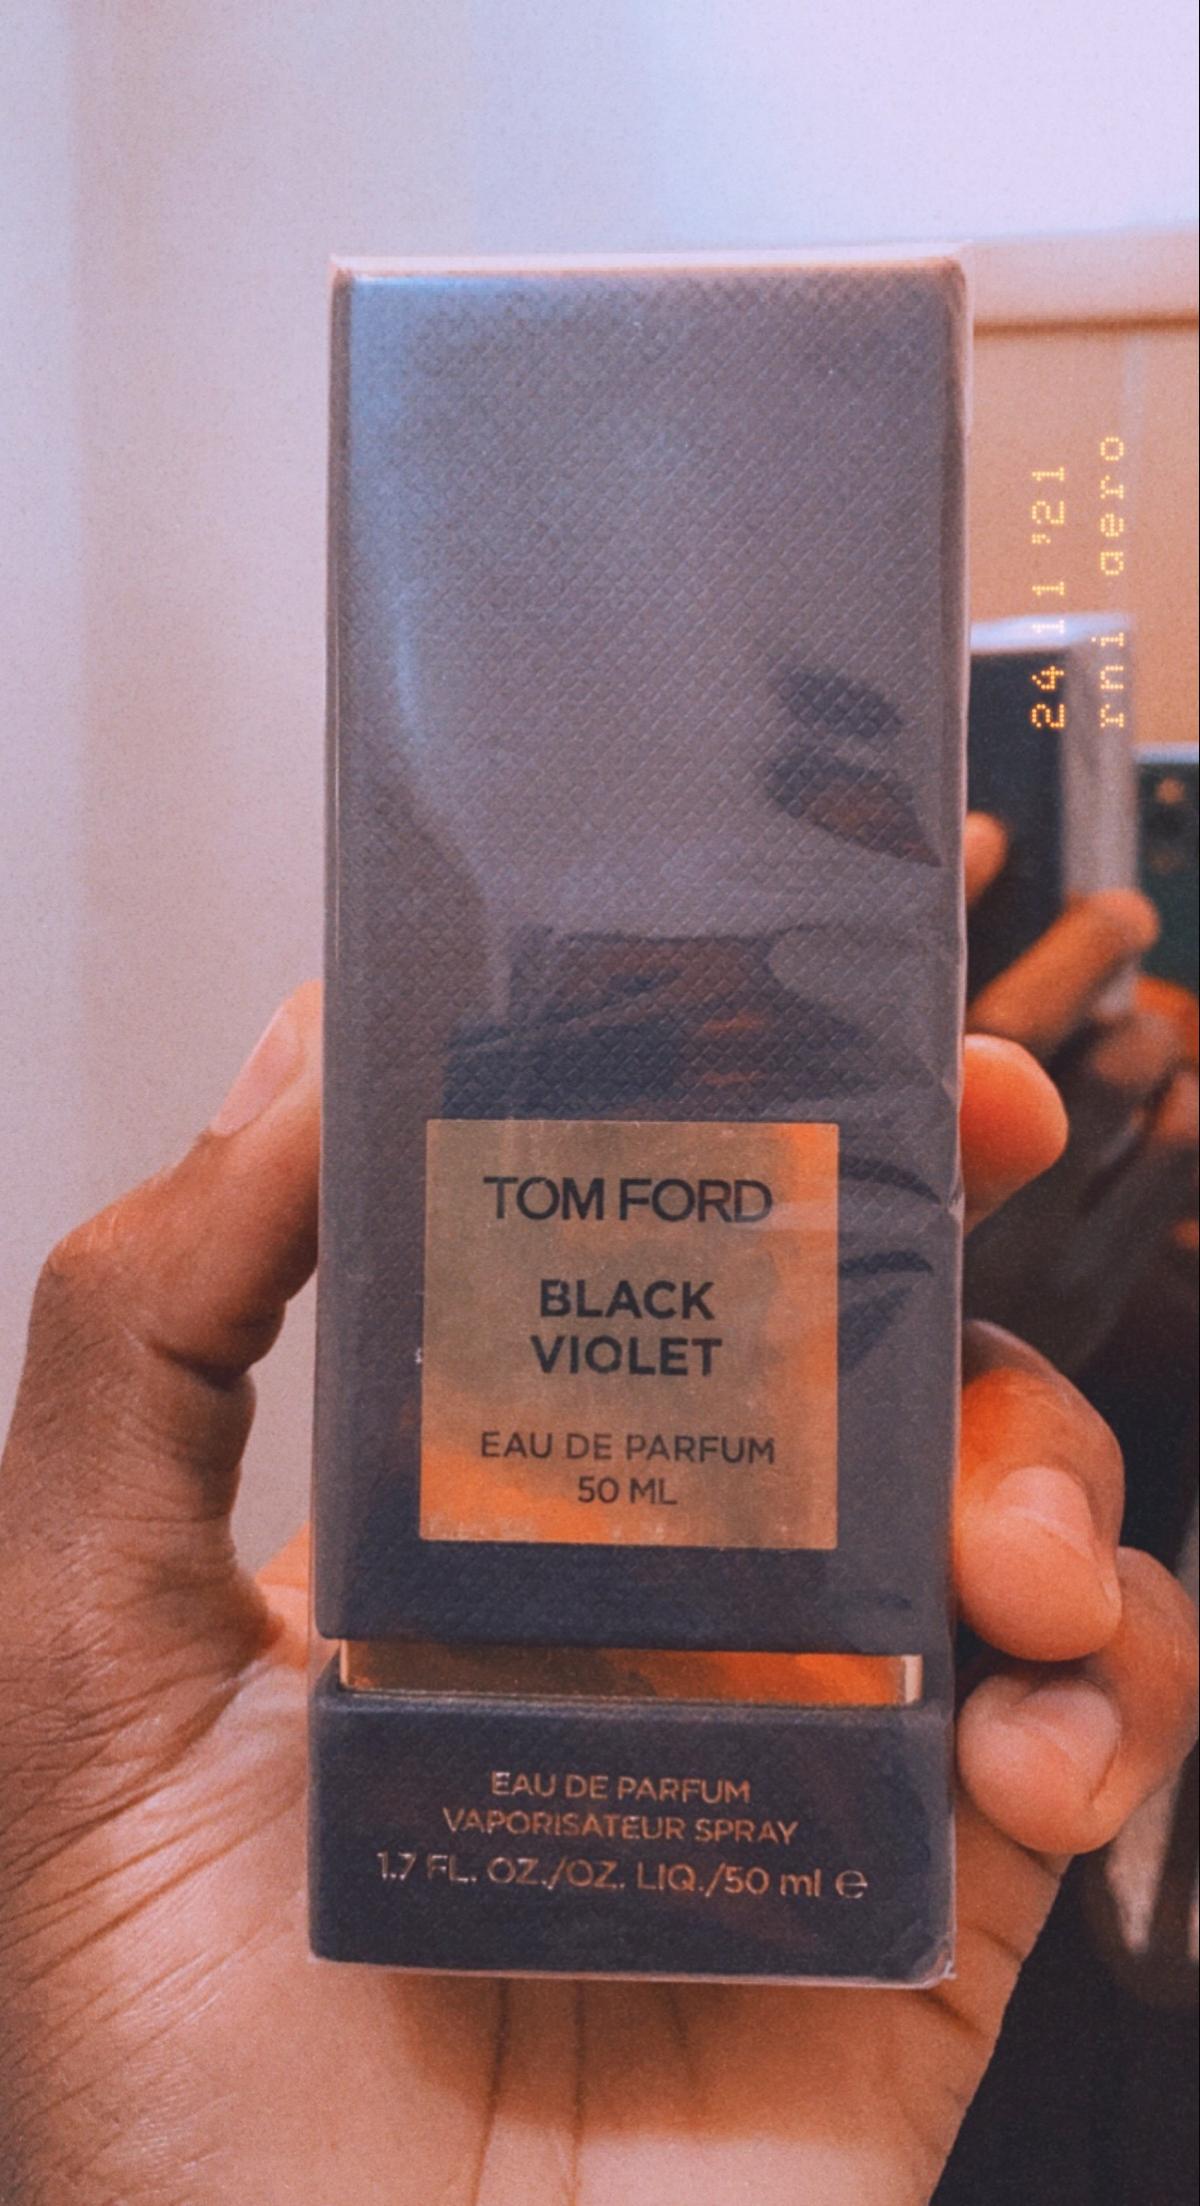 24 11 '21
rni aero
TOM FORD
BLACK
VIOLET
EAU DE PARFUM
50 ML
EAU DE PARFUM
VAPORISATEUR SPRAY
1.7 FL. OZ./OZ. LIQ./50 ml ℮